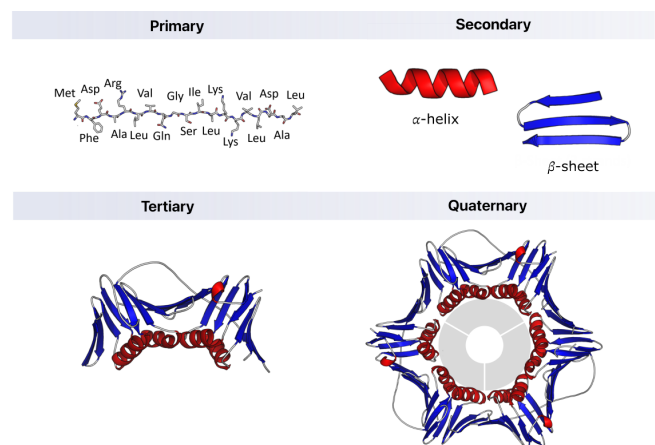 Primary
Secondary
Met Asp Arg Val Gly Ile Lys Val Asp Leu
Phe Ala Leu Gln Ser Leu Lys Leu Ala
α-helix
β-sheet
Tertiary
Quaternary